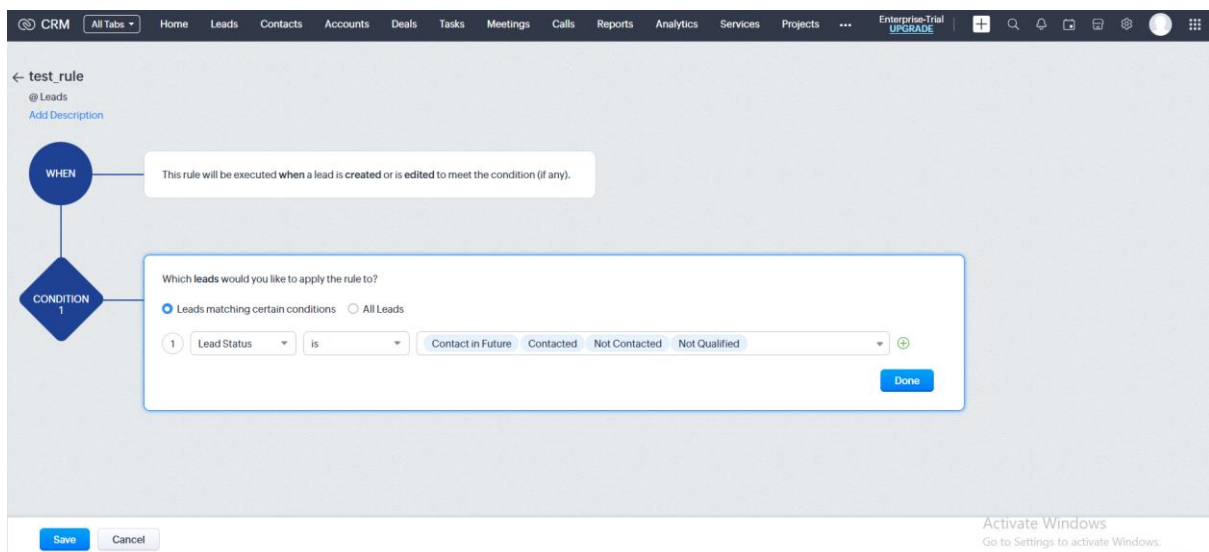 CRM All Tabs Home Leads Contacts Accounts Deals Tasks Meetings Calls Reports Analytics Services Projects ... Enterprise-Trial
UPGRADE
test_rule
@ Leads
Add Description
WHEN This rule will be executed when a lead is created or is edited to meet the condition (if any).
Which leads would you like to apply the rule to?
CONDITION
1
Leads matching certain conditions All Leads
1 Lead Status is Contact in Future Contacted Not Contacted Not Qualified
Done
Save Cancel
Activate Windows
Go to Settings to activate Windows.